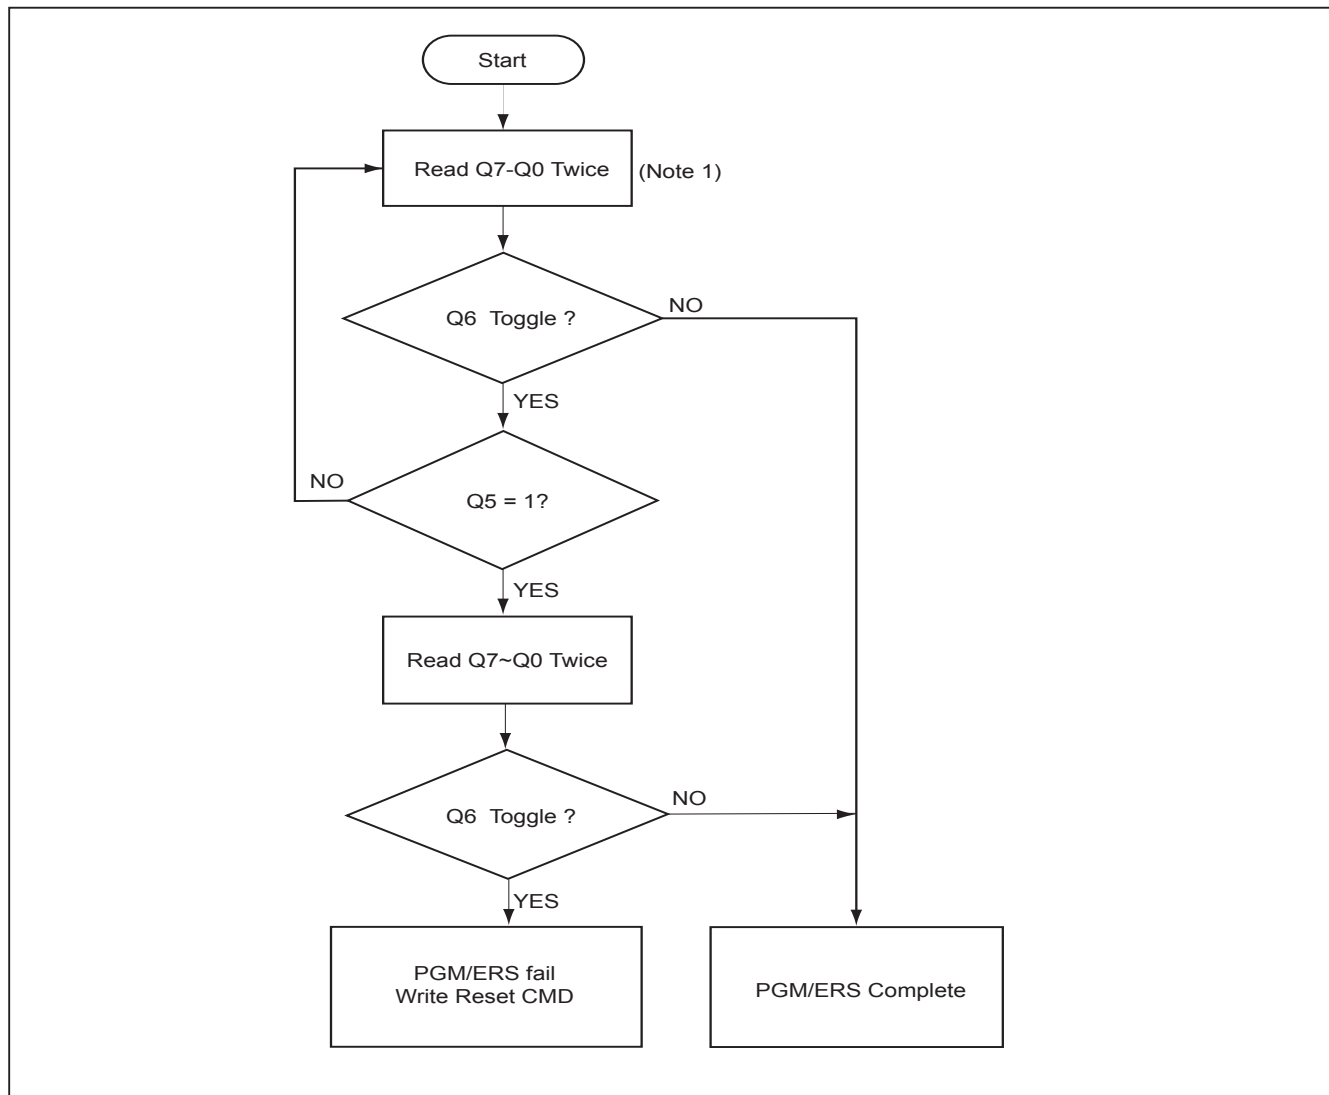 Start
Read Q7-Q0 Twice
(Note 1)
Q6 Toggle ?
NO
YES
NO
Q5 = 1?
YES
Read Q7~Q0 Twice
Q6 Toggle ?
NO
YES
PGM/ERS fail
Write Reset CMD
PGM/ERS Complete